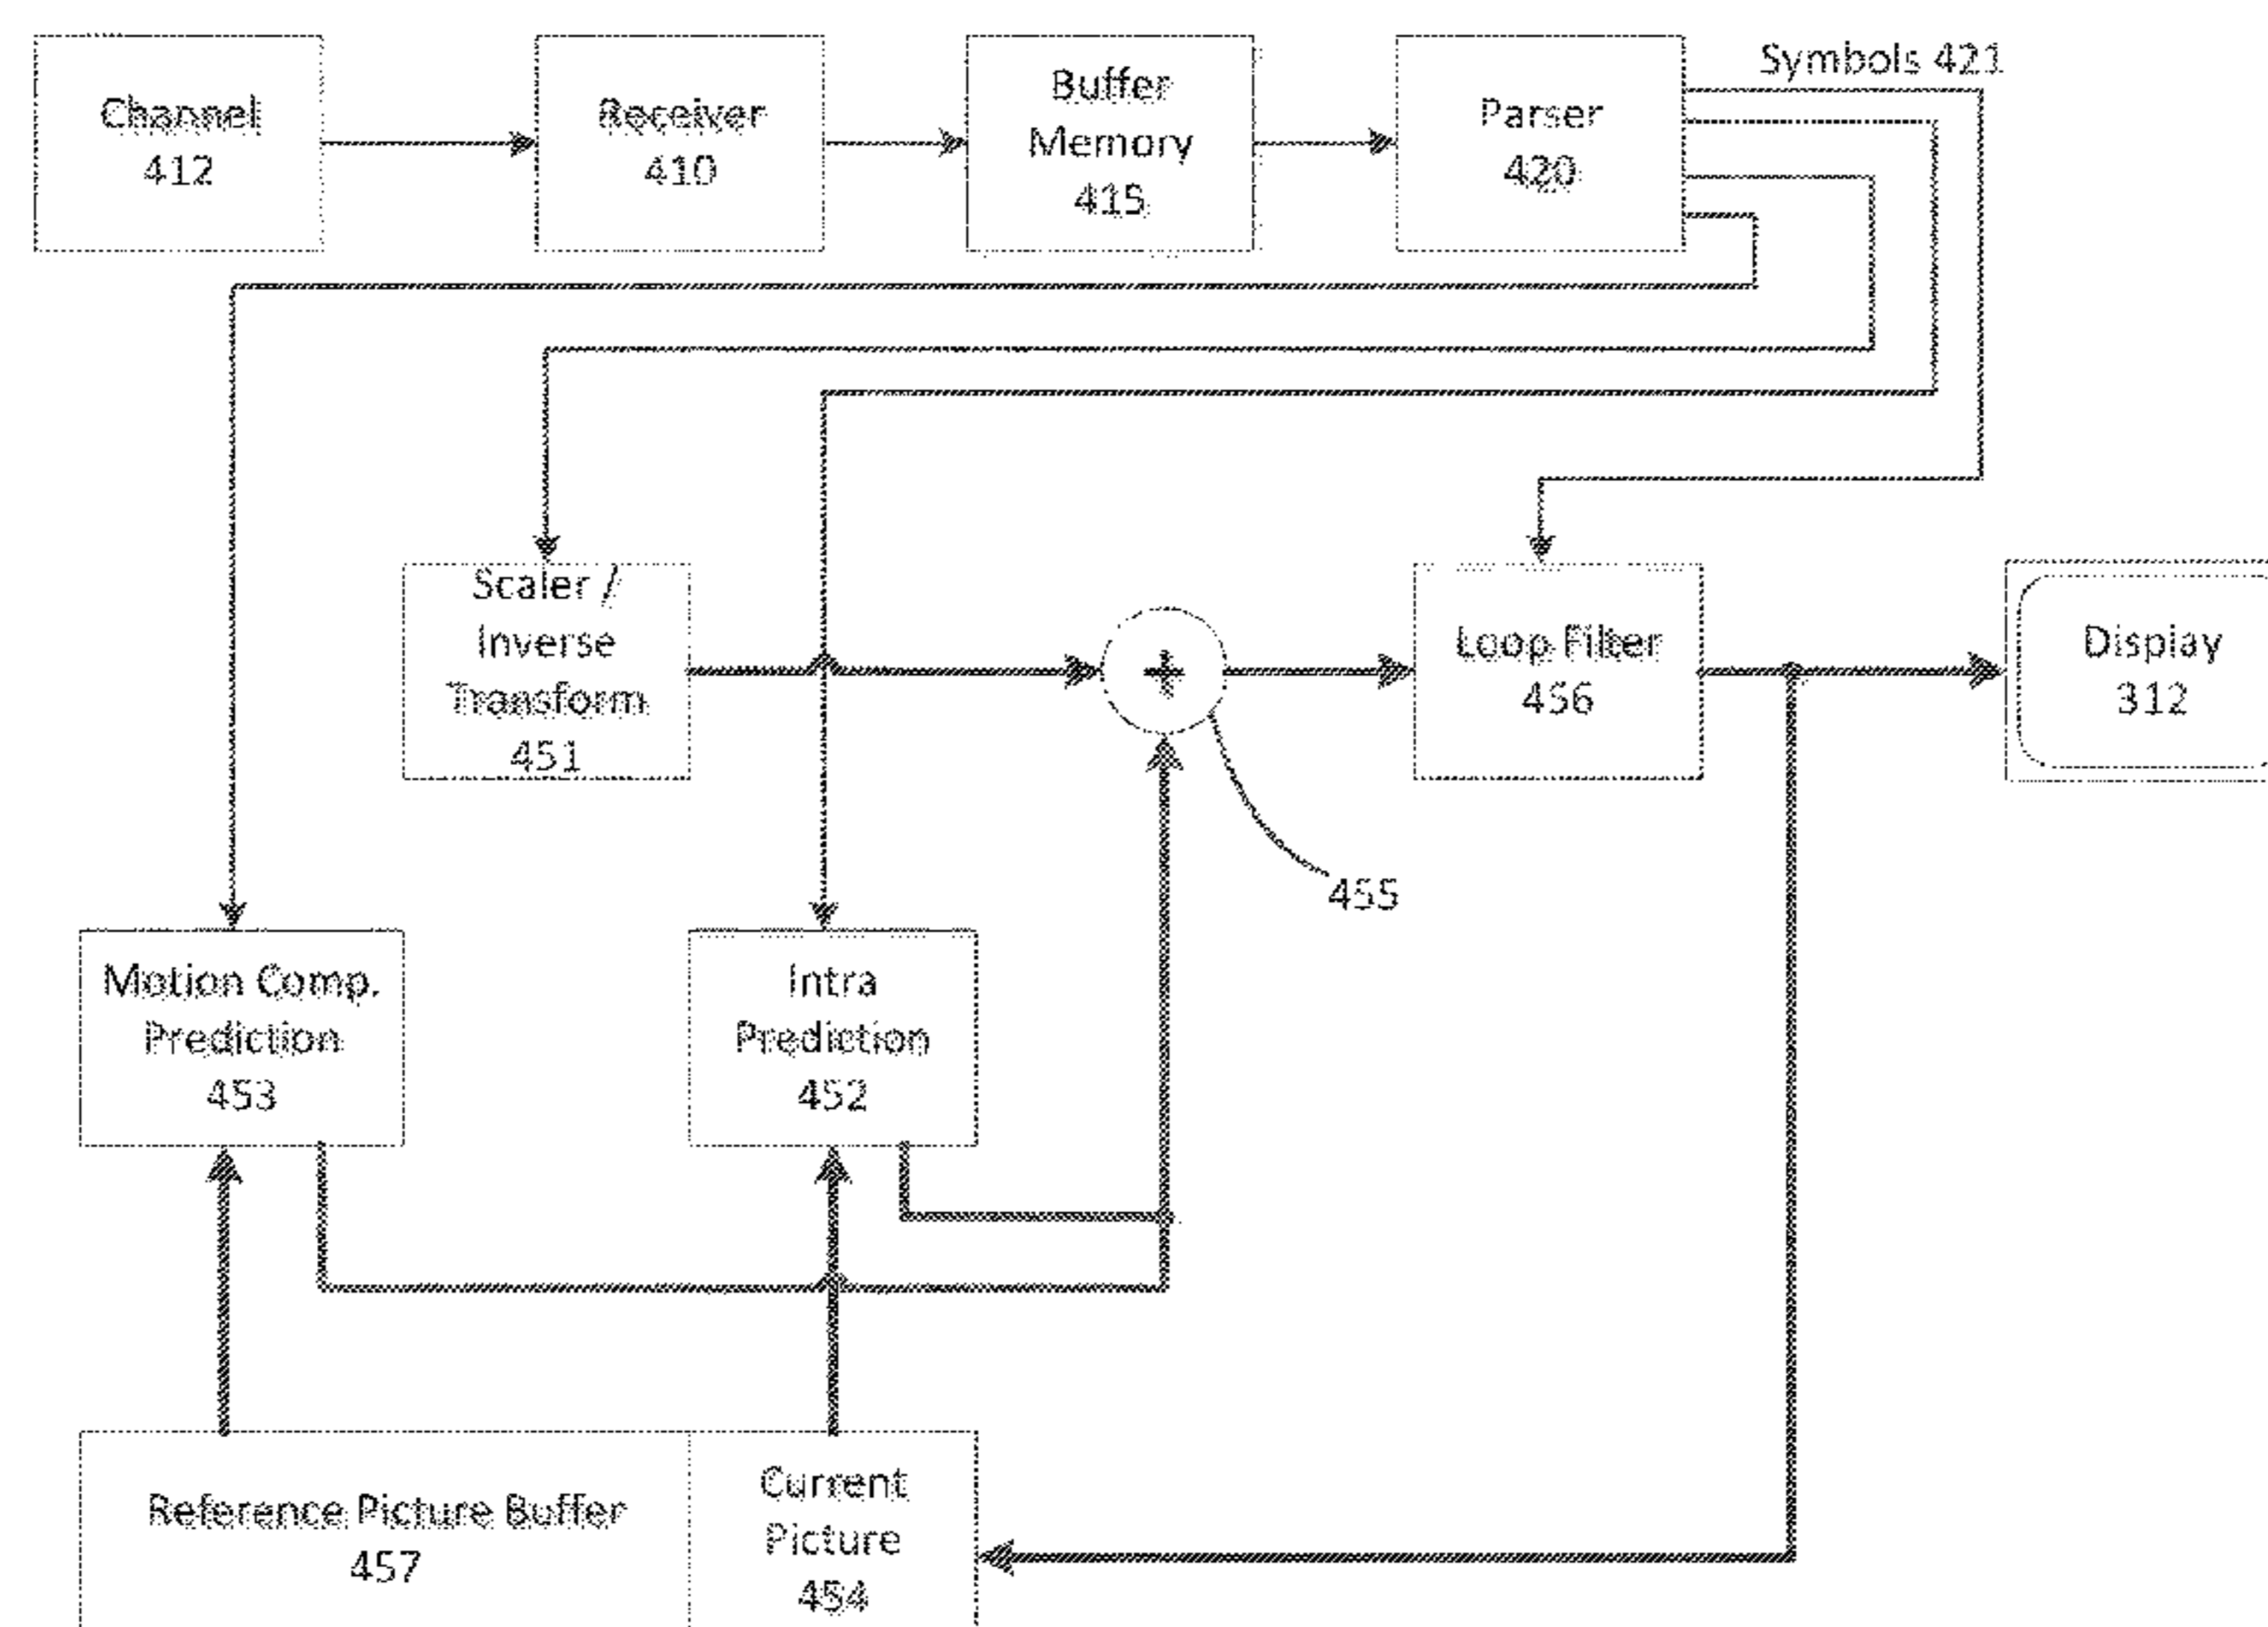 Channel
412
Receiver
410
Buffer
Memory
415
Parser
420
Symbols 421
Scaler /
Inverse
Transform
451
+
Loop Filter
456
Display
312
455
Motion Comp.
Prediction
453
Intra
Prediction
452
Reference Picture Buffer
457
Current
Picture
454